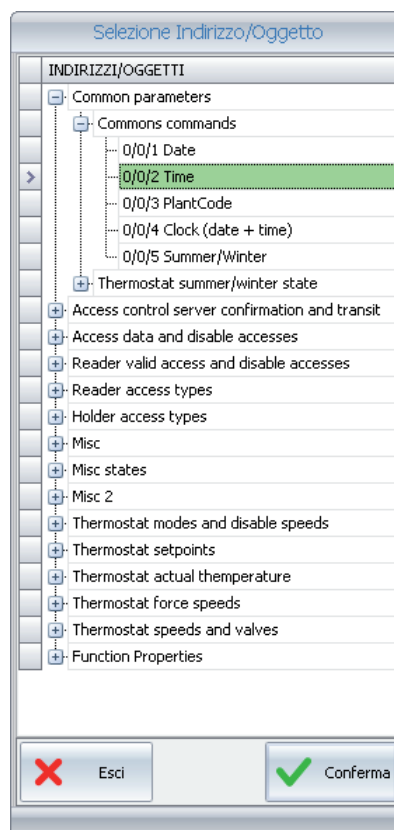 Selezione Indirizzo/Oggetto
INDIRIZZI/OGGETTI
Common parameters
Commons commands
0/0/1 Date
0/0/2 Time
0/0/3 PlantCode
0/0/4 Clock (date + time)
0/0/5 Summer/Winter
Thermostat summer/winter state
Access control server confirmation and transit
Access data and disable accesses
Reader valid access and disable accesses
Reader access types
Holder access types
Misc
Misc states
Misc 2
Thermostat modes and disable speeds
Thermostat setpoints
Thermostat actual themperature
Thermostat force speeds
Thermostat speeds and valves
Function Properties
Esci
Conferma